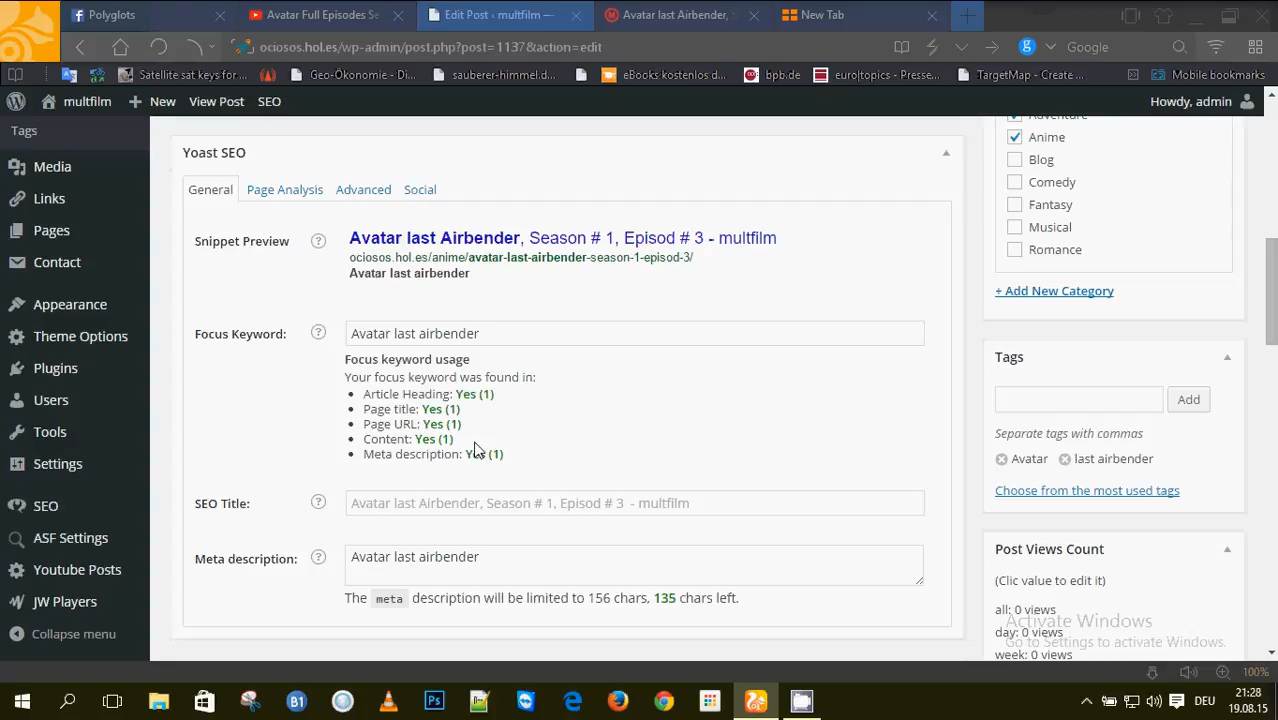 Polyglots
Avatar Full Episodes Se
Edit Post ‹ multfilm —
Avatar last Airbender, S
New Tab
ociosos.hol.es/wp-admin/post.php?post=1137&action=edit
Google
Satellite sat keys for'...
Geo-Ökonomie - Di...
sauberer-himmel.d...
eBooks kostenlos d...
bpb.de
euro|topics - Presse...
TargetMap - Create ...
Mobile bookmarks
multfilm
New
View Post
SEO
Howdy, admin
Tags
Media
Links
Pages
Contact
Appearance
Theme Options
Plugins
Users
Tools
Settings
SEO
ASF Settings
Youtube Posts
JW Players
Collapse menu
Yoast SEO
General
Page Analysis
Advanced
Social
Snippet Preview
Avatar last Airbender, Season # 1, Episod # 3 - multfilm
ociosos.hol.es/anime/avatar-last-airbender-season-1-episod-3/
Avatar last airbender
Focus Keyword:
Avatar last airbender
Focus keyword usage
Your focus keyword was found in:
Article Heading: Yes (1)
Page title: Yes (1)
Page URL: Yes (1)
Content: Yes (1)
Meta description: Yes (1)
SEO Title:
Avatar last Airbender, Season # 1, Episod # 3 - multfilm
Meta description:
Avatar last airbender
The meta description will be limited to 156 chars, 135 chars left.
Adventure
Anime
Blog
Comedy
Fantasy
Musical
Romance
+ Add New Category
Tags
Add
Separate tags with commas
Avatar
last airbender
Choose from the most used tags
Post Views Count
(Clic value to edit it)
all: 0 views
day: 0 views
week: 0 views
Activate Windows
Go to Settings to activate Windows.
100%
B1
Ps
DEU
21:28
19.08.15